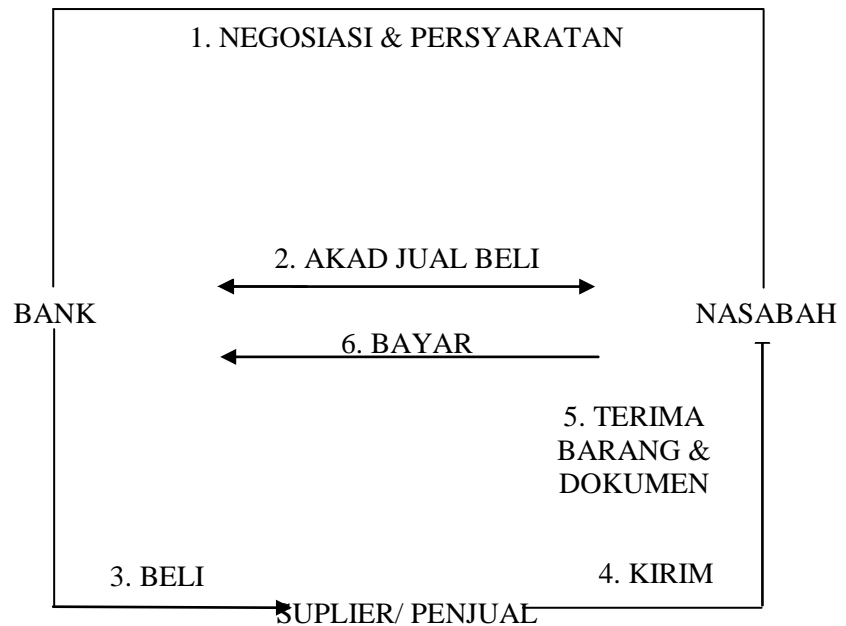 1. NEGOSIASI & PERSYARATAN
2. AKAD JUAL BELI
BANK
NASABAH
6. BAYAR
5. TERIMA
BARANG &
DOKUMEN
3. BELI
4. KIRIM
SUPLIER/ PENJUAL